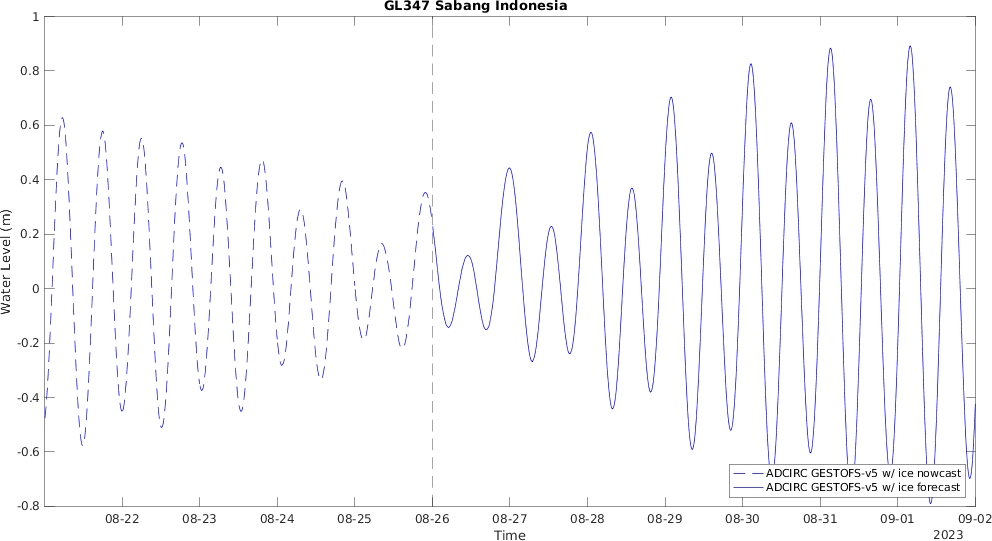 GL347 Sabang Indonesia
Water Level (m)
1
0.8
0.6
0.4
0.2
0
-0.2
-0.4
-0.6
-0.8
08-22 08-23 08-24 08-25 08-26 08-27 08-28 08-29 08-30 08-31 09-01 09-02
Time
2023
ADCIRC GESTOFS-v5 w/ ice nowcast
ADCIRC GESTOFS-v5 w/ ice forecast